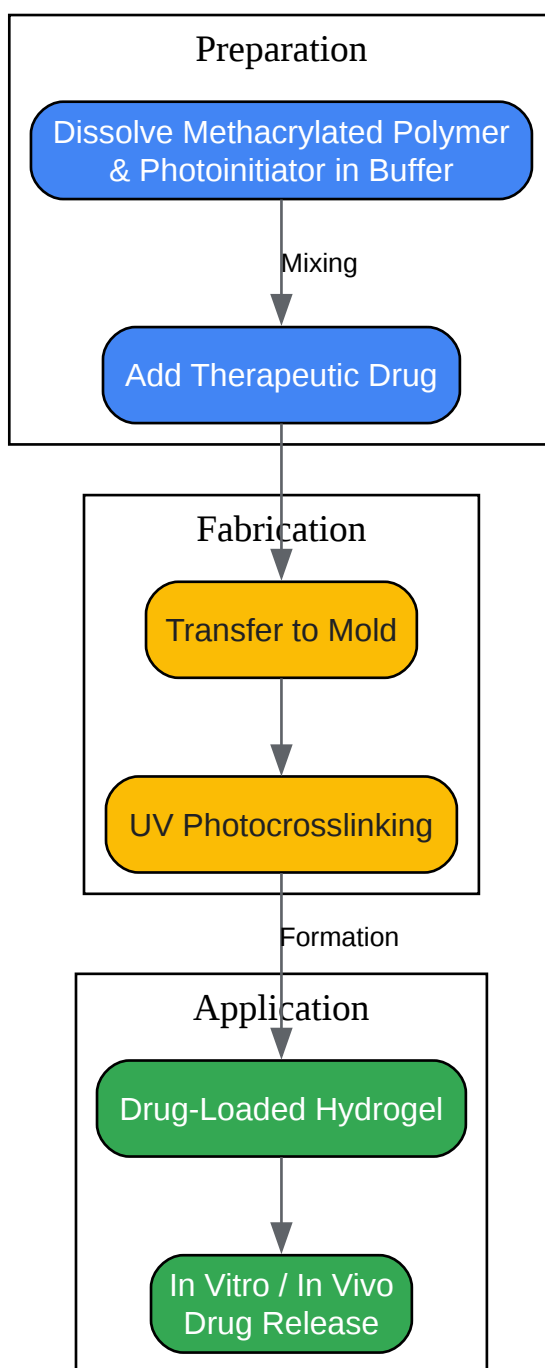 Preparation
Dissolve Methacrylated Polymer
& Photoinitiator in Buffer
Mixing
Add Therapeutic Drug
Fabrication
Transfer to Mold
UV Photocrosslinking
Formation
Application
Drug-Loaded Hydrogel
In Vitro / In Vivo
Drug Release